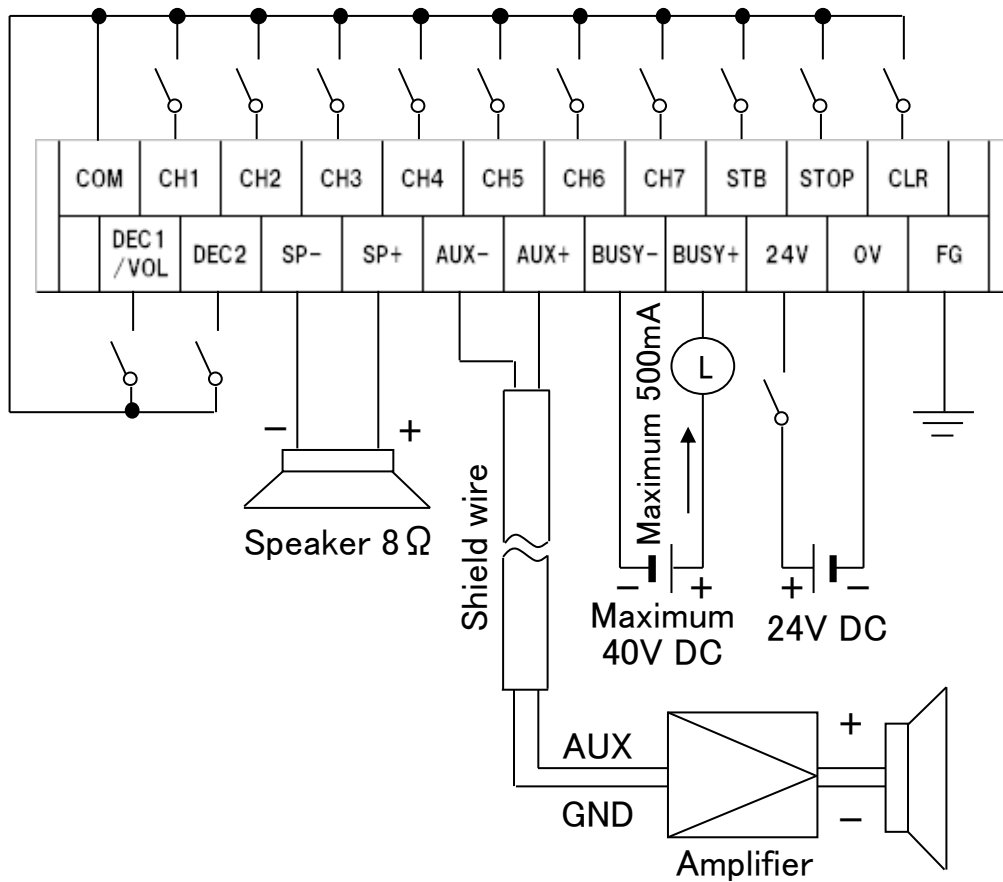 COM CH1 CH2 CH3 CH4 CH5 CH6 CH7 STB STOP CLR
DEC1
/VOL DEC2 SP- SP+ AUX- AUX+ BUSY- BUSY+ 24V 0V FG
Maximum 500mA
L
− +
Speaker 8Ω
Shield wire
− +
Maximum
40V DC
+ −
24V DC
AUX
GND
+
−
Amplifier